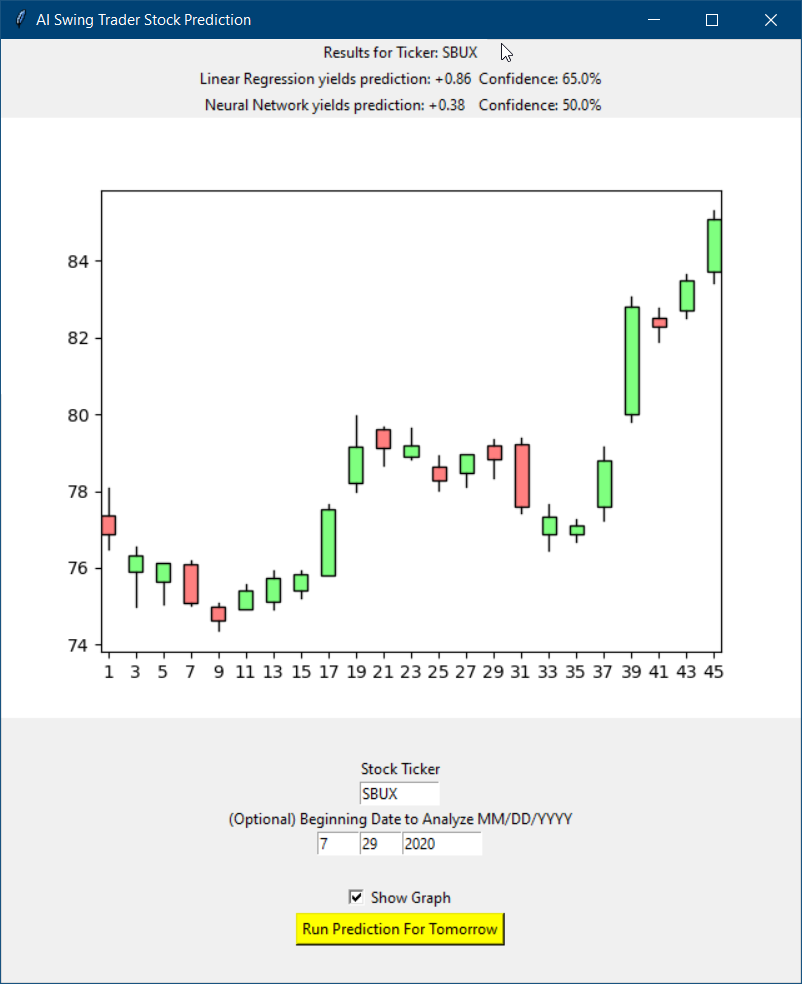 AI Swing Trader Stock Prediction
Results for Ticker: SBUX
Linear Regression yields prediction: +0.86 Confidence: 65.0%
Neural Network yields prediction: +0.38 Confidence: 50.0%
84
82
80
78
76
74
1 3 5 7 9 11 13 15 17 19 21 23 25 27 29 31 33 35 37 39 41 43 45
Stock Ticker
SBUX
(Optional) Beginning Date to Analyze MM/DD/YYYY
7 29 2020
Show Graph
Run Prediction For Tomorrow